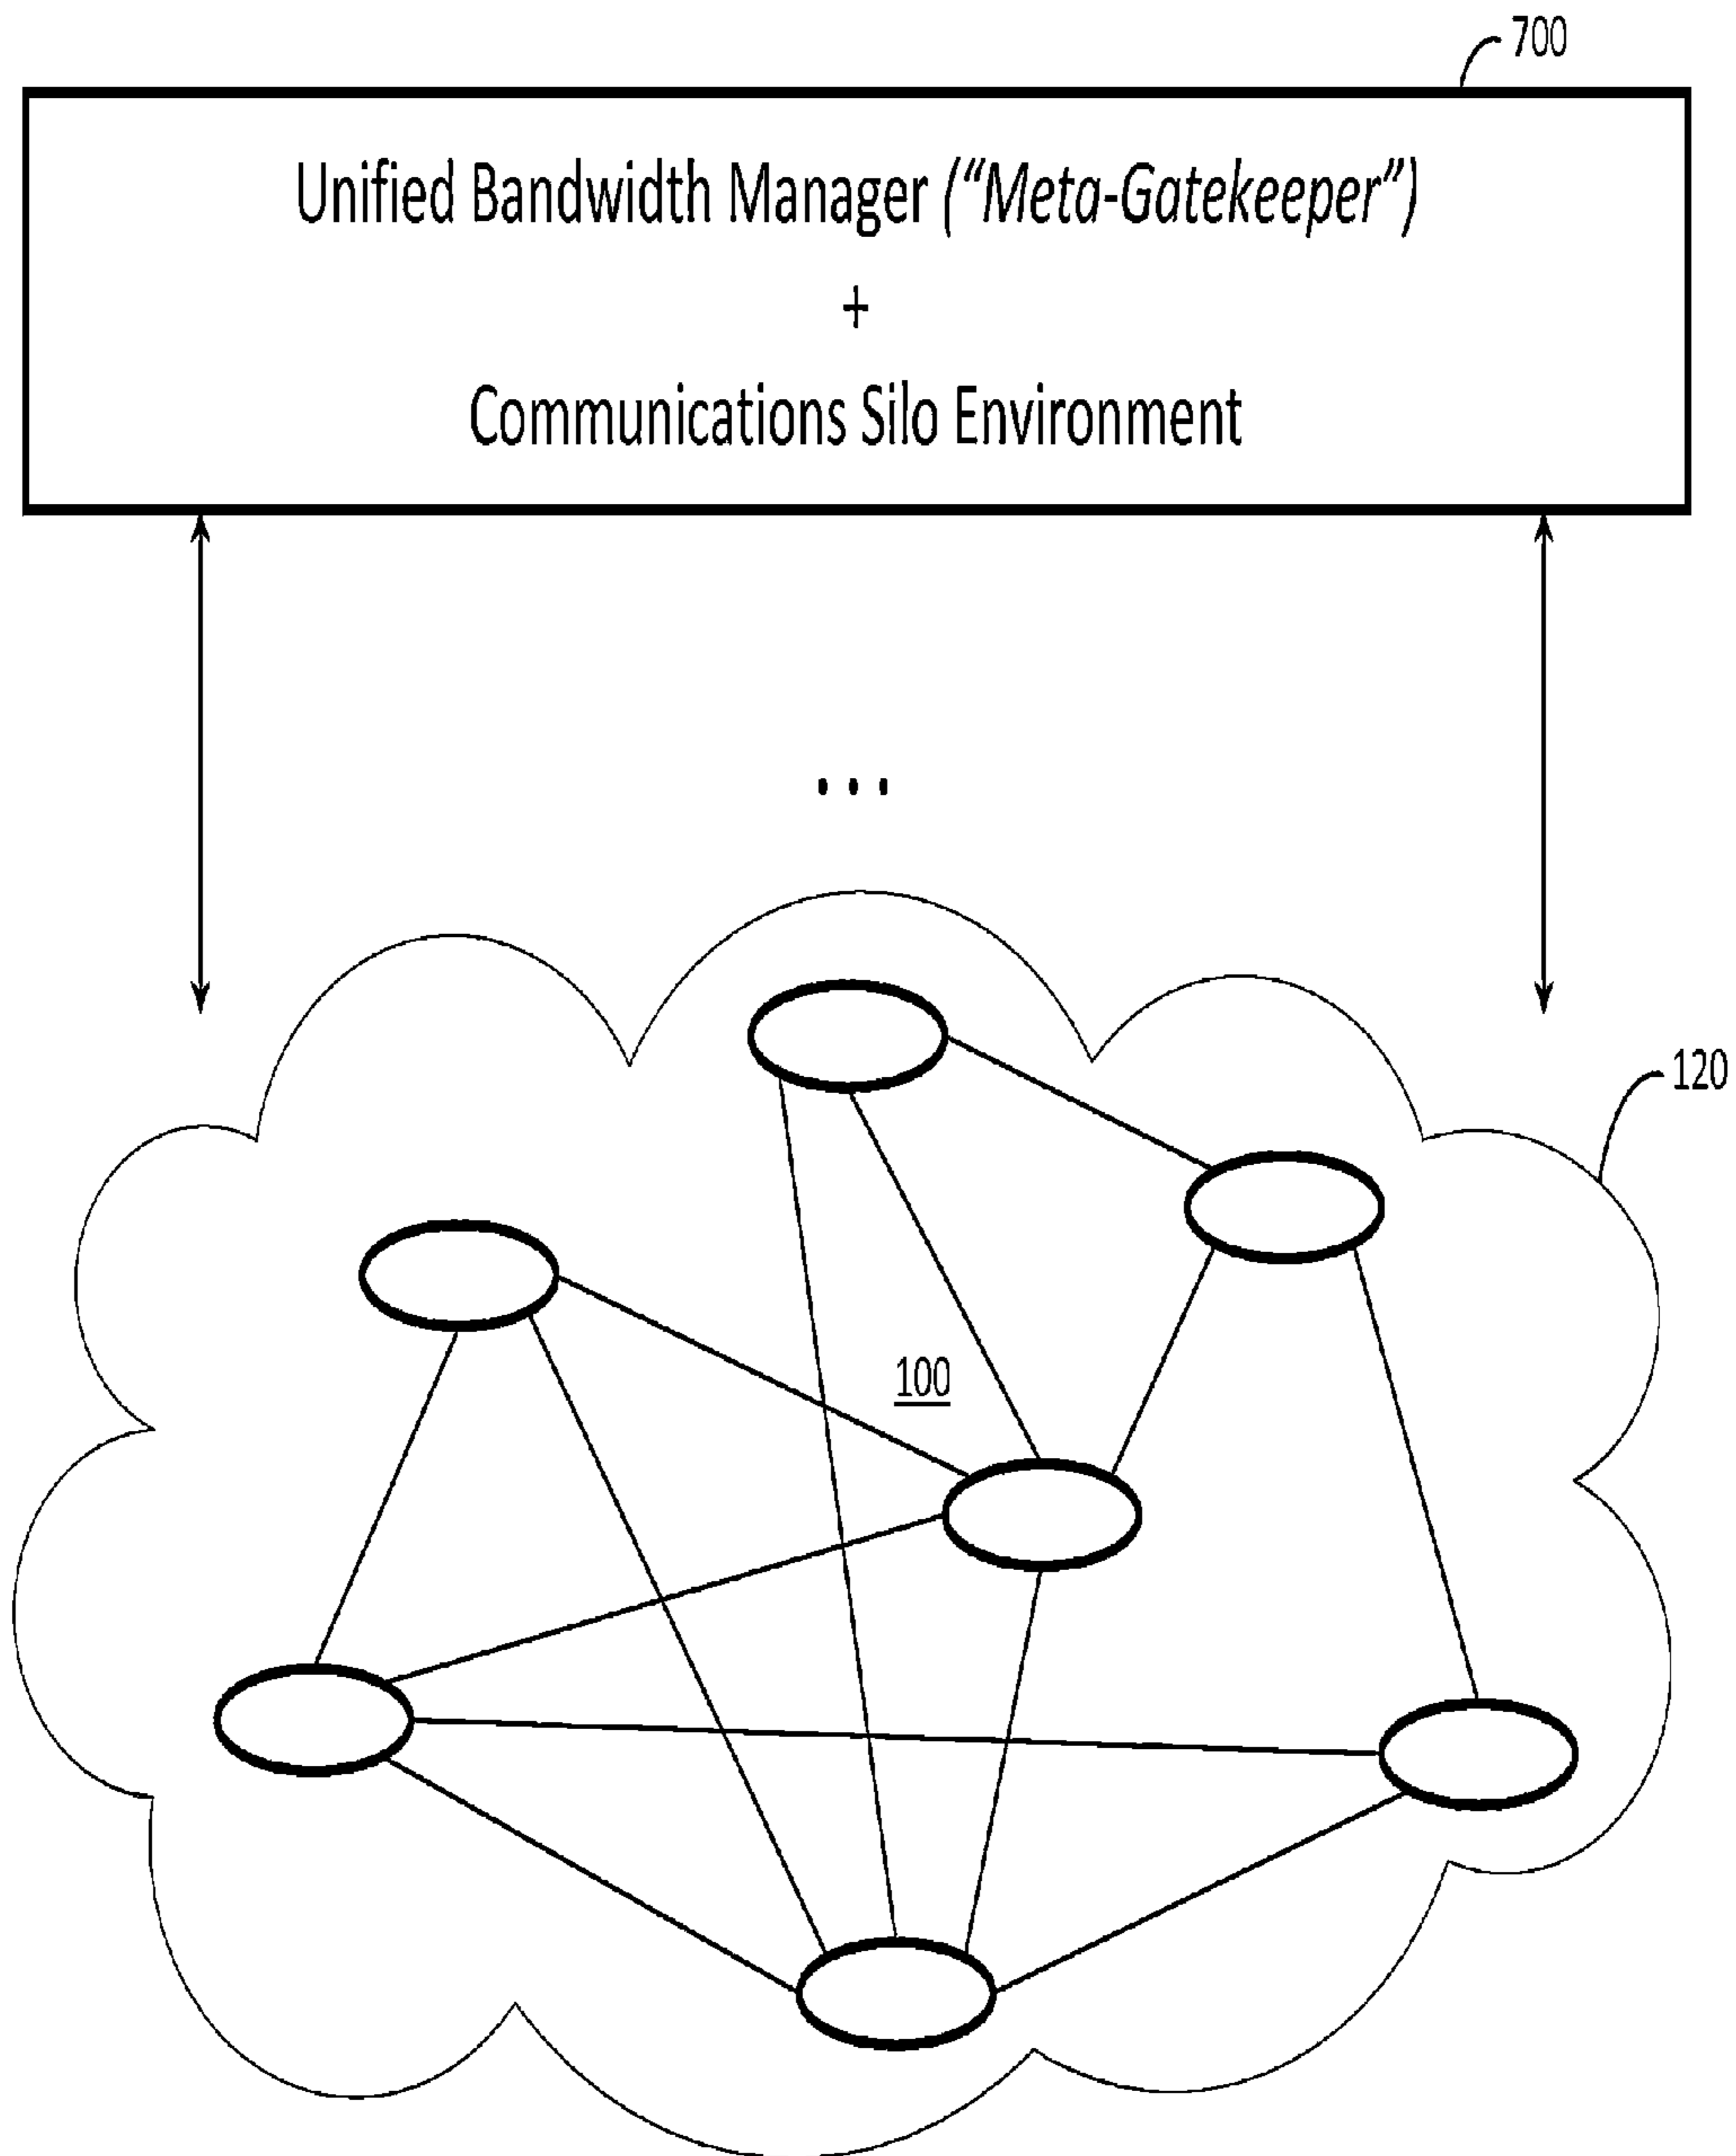 700
Unified Bandwidth Manager (“Meta-Gatekeeper”)
+
Communications Silo Environment
...
120
100